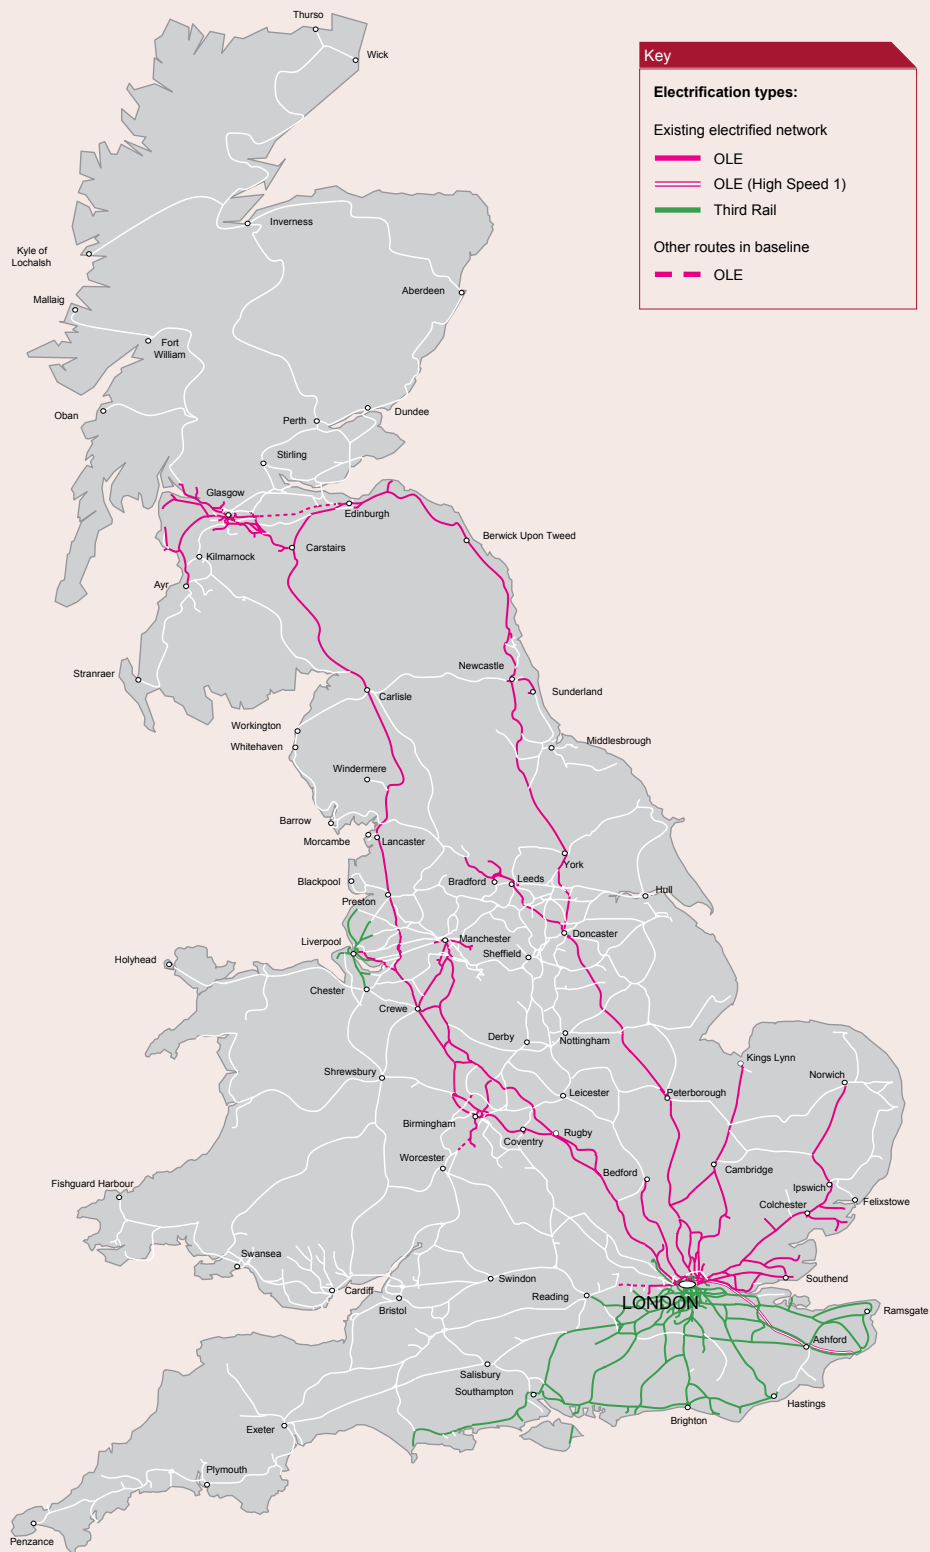 Thurso
Wick
Key
Electrification types:
Existing electrified network
OLE
OLE (High Speed 1)
Third Rail
Other routes in baseline
OLE
Inverness
Kyle of
Lochalsh
Aberdeen
Mallaig
Fort
William
Oban
Dundee
Perth
Stirling
Glasgow
Edinburgh
Berwick Upon Tweed
Carstairs
Kilmarnock
Ayr
Newcastle
Stranraer
Sunderland
Carlisle
Workington
Middlesbrough
Whitehaven
Windermere
Barrow
Morcambe
Lancaster
York
Blackpool
Bradford
Leeds
Hull
Preston
Doncaster
Liverpool
Manchester
Sheffield
Holyhead
Chester
Crewe
Derby
Nottingham
Kings Lynn
Shrewsbury
Norwich
Leicester
Peterborough
Birmingham
Rugby
Coventry
Worcester
Cambridge
Bedford
Fishguard Harbour
Ipswich
Felixstowe
Colchester
Swansea
Swindon
Southend
Cardiff
Reading
LONDON
Bristol
Ramsgate
Ashford
Salisbury
Southampton
Hastings
Brighton
Exeter
Plymouth
Penzance